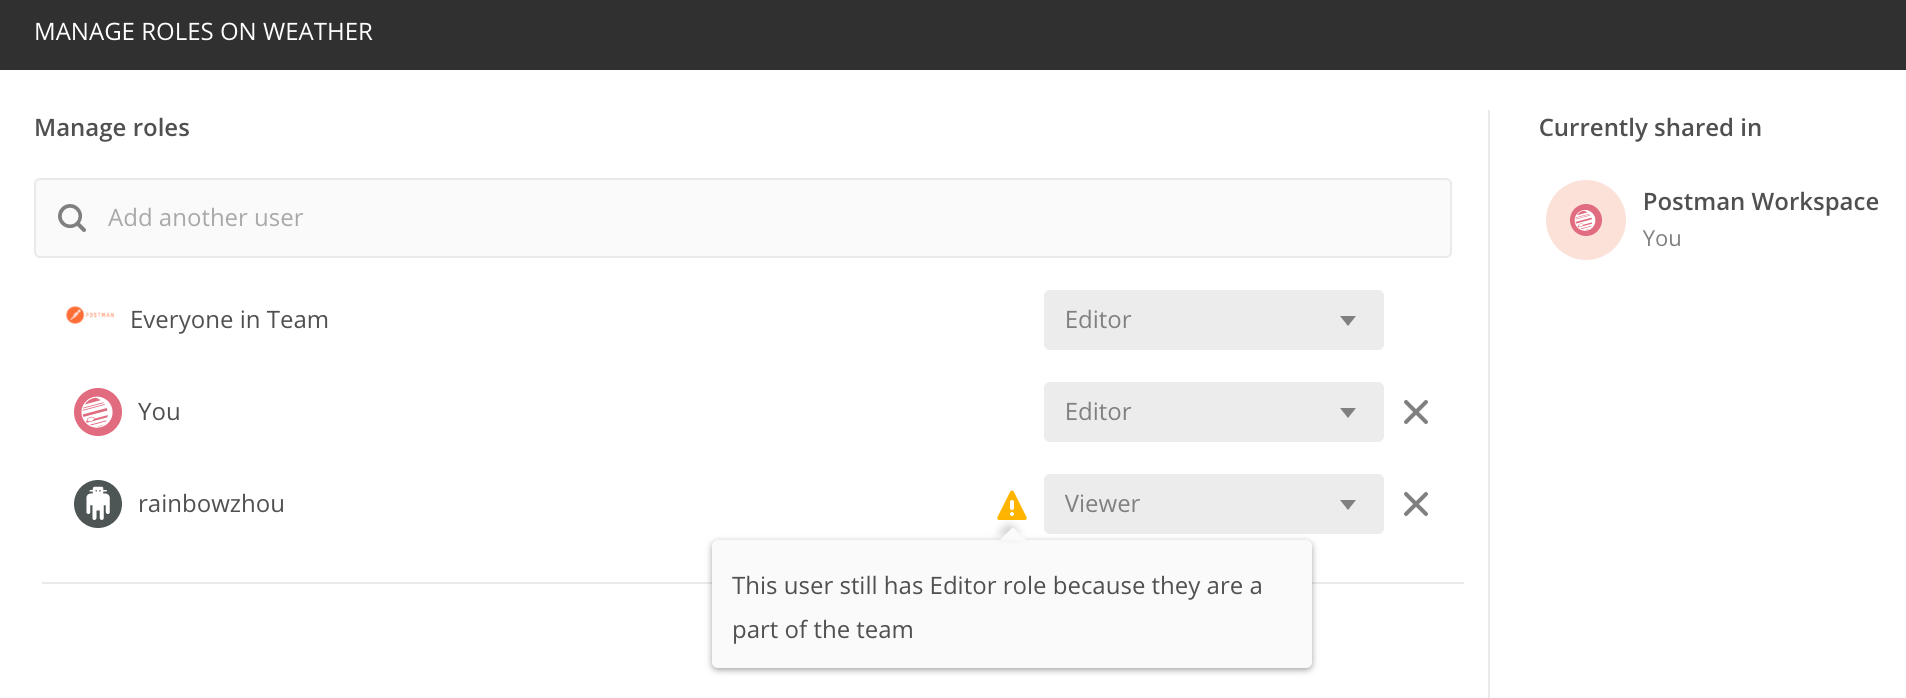 MANAGE ROLES ON WEATHER
Manage roles
Add another user
POSTMAN Everyone in Team Editor
You Editor
rainbowzhou Viewer
This user still has Editor role because they are a
part of the team
Currently shared in
Postman Workspace
You